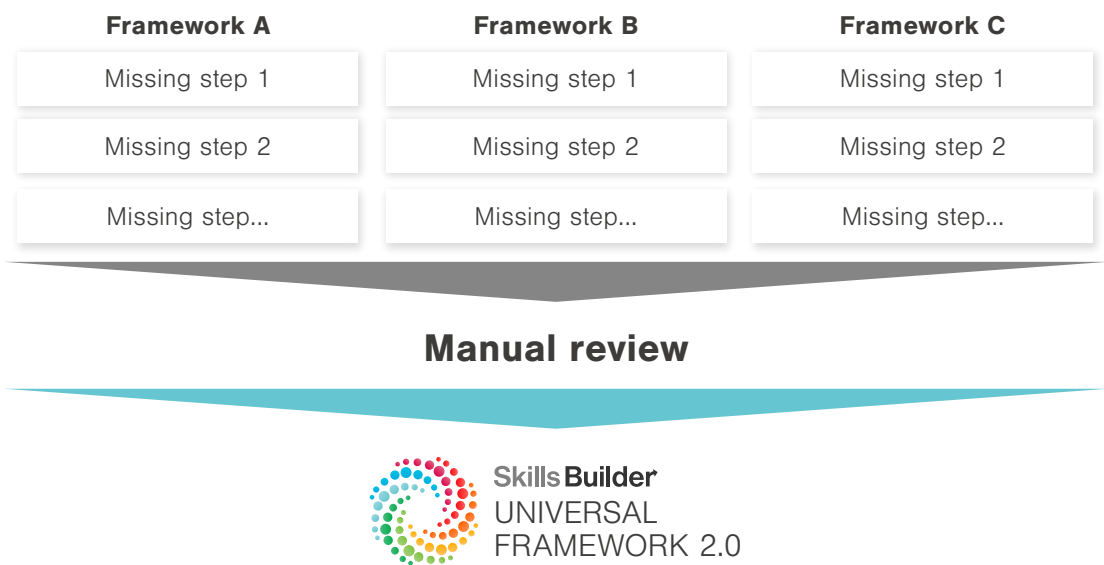 Framework A Framework B Framework C
Missing step 1 Missing step 1 Missing step 1
Missing step 2 Missing step 2 Missing step 2
Missing step... Missing step... Missing step...
Manual review
Skills Builder
UNIVERSAL
FRAMEWORK 2.0